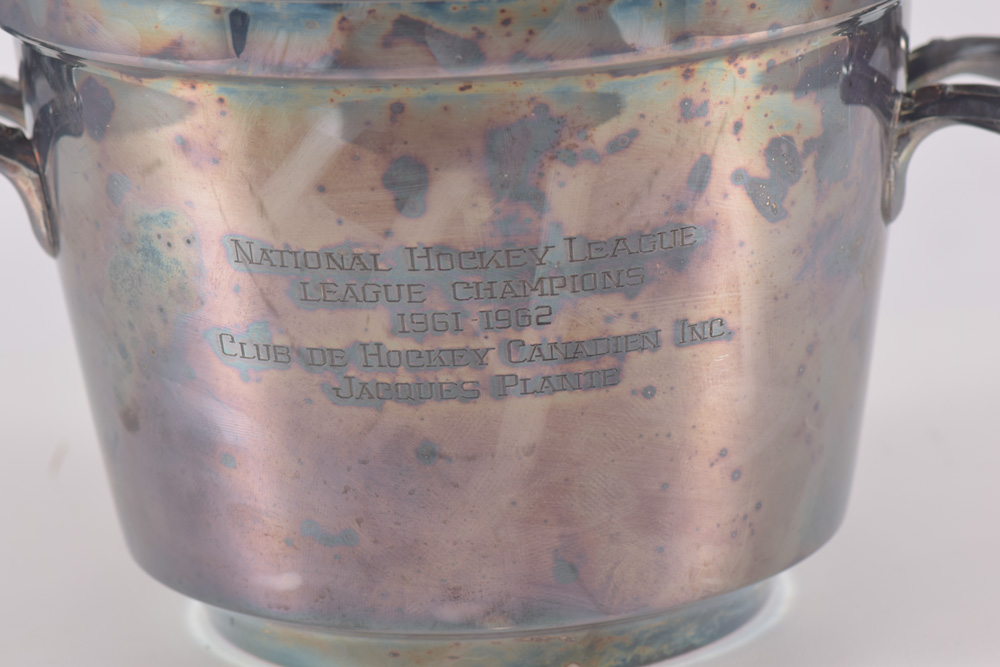 National Hockey League
League Champions
1961-1962
Club de Hockey Canadien Inc.
Jacques Plante